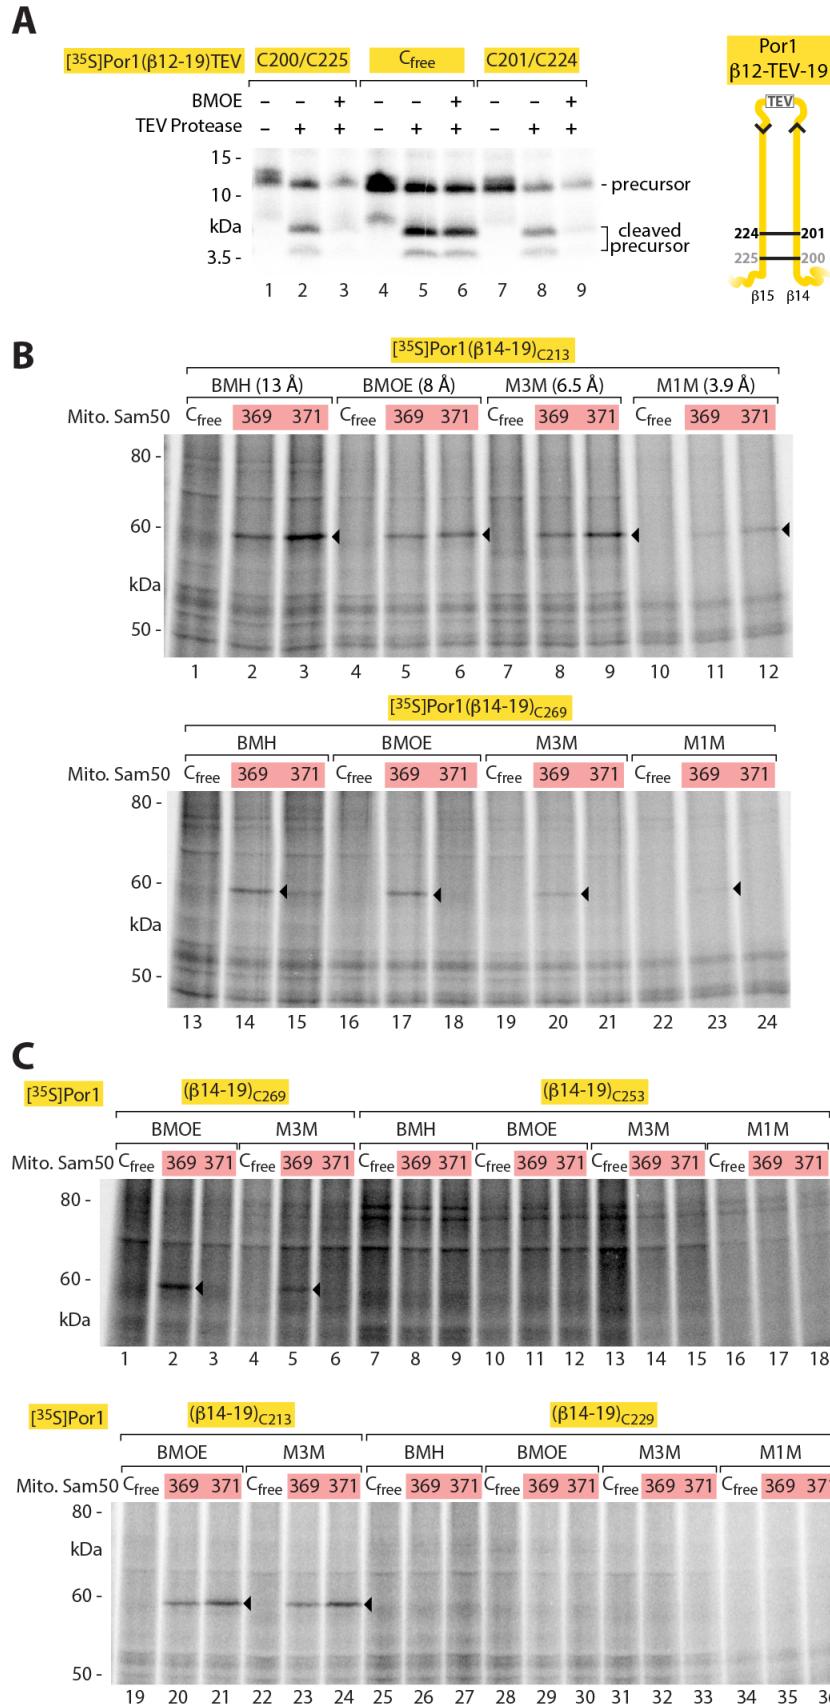 A
[35S]Por1(β12-19)TEV C200/C225 Cfree C201/C224
BMOE – – + – – + – – +
TEV Protease – + + – + + – + +
15 -
10 -
kDa
3.5 -
- precursor
cleaved
precursor
1 2 3 4 5 6 7 8 9
Por1
β12-TEV-19
TEV
224 201
225 200
β15 β14
B
[35S]Por1(β14-19)C213
BMH (13 Å) BMOE (8 Å) M3M (6.5 Å) M1M (3.9 Å)
Mito. Sam50 Cfree 369 371 Cfree 369 371 Cfree 369 371 Cfree 369 371
80 -
60 -
kDa
50 -
1 2 3 4 5 6 7 8 9 10 11 12
[35S]Por1(β14-19)C269
BMH BMOE M3M M1M
Mito. Sam50 Cfree 369 371 Cfree 369 371 Cfree 369 371 Cfree 369 371
80 -
60 -
kDa
50 -
13 14 15 16 17 18 19 20 21 22 23 24
C
[35S]Por1 (β14-19)C269 (β14-19)C253
BMOE M3M BMH BMOE M3M M1M
Mito. Sam50 Cfree 369 371 Cfree 369 371 Cfree 369 371 Cfree 369 371 Cfree 369 371 Cfree 369 371
80 -
60 -
kDa
1 2 3 4 5 6 7 8 9 10 11 12 13 14 15 16 17 18
[35S]Por1 (β14-19)C213 (β14-19)C229
BMOE M3M BMH BMOE M3M M1M
Mito. Sam50 Cfree 369 371 Cfree 369 371 Cfree 369 371 Cfree 369 371 Cfree 369 371 Cfree 369 371
80 -
kDa
60 -
50 -
19 20 21 22 23 24 25 26 27 28 29 30 31 32 33 34 35 36